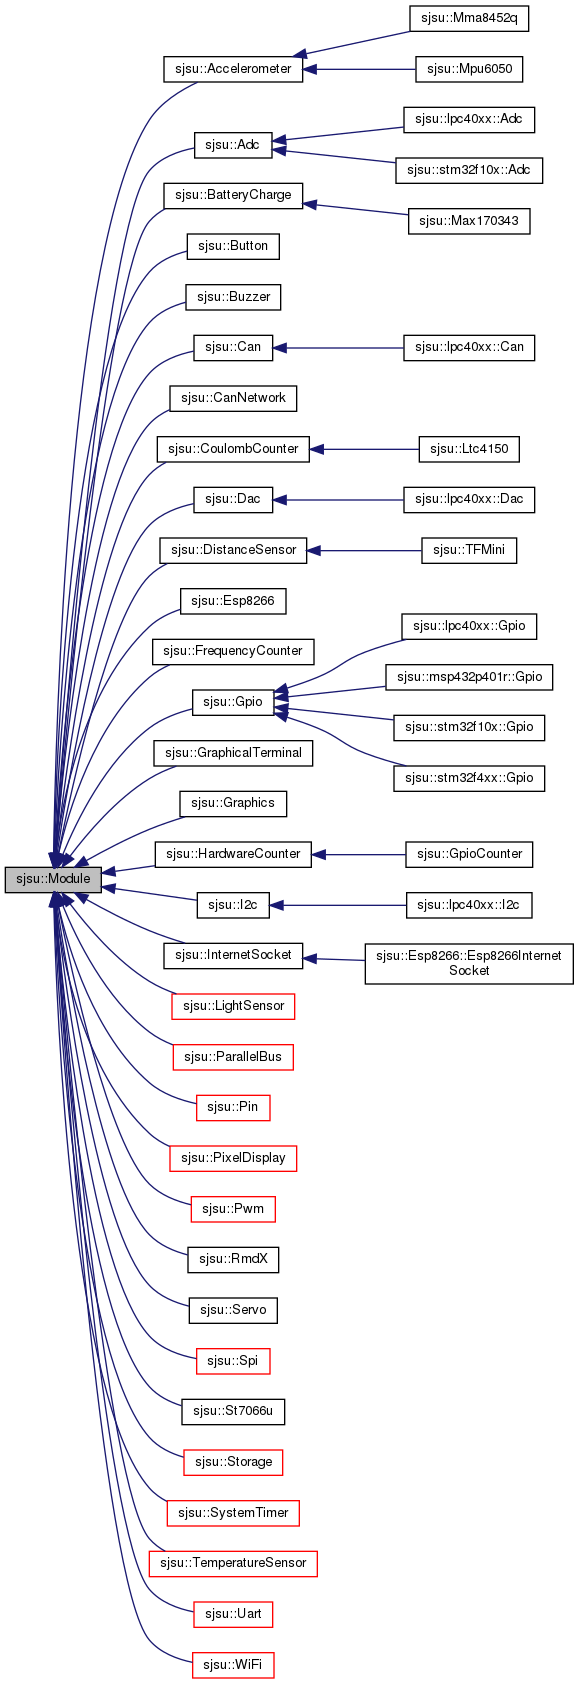 sjsu::Mma8452q
sjsu::Accelerometer
sjsu::Mpu6050
sjsu::lpc40xx::Adc
sjsu::Adc
sjsu::stm32f10x::Adc
sjsu::BatteryCharge
sjsu::Max170343
sjsu::Button
sjsu::Buzzer
sjsu::Can
sjsu::lpc40xx::Can
sjsu::CanNetwork
sjsu::CoulombCounter
sjsu::Ltc4150
sjsu::Dac
sjsu::lpc40xx::Dac
sjsu::DistanceSensor
sjsu::TFMini
sjsu::Esp8266
sjsu::lpc40xx::Gpio
sjsu::FrequencyCounter
sjsu::msp432p401r::Gpio
sjsu::Gpio
sjsu::stm32f10x::Gpio
sjsu::GraphicalTerminal
sjsu::stm32f4xx::Gpio
sjsu::Graphics
sjsu::HardwareCounter
sjsu::GpioCounter
sjsu::Module
sjsu::I2c
sjsu::lpc40xx::I2c
sjsu::InternetSocket
sjsu::Esp8266::Esp8266Internet
Socket
sjsu::LightSensor
sjsu::ParallelBus
sjsu::Pin
sjsu::PixelDisplay
sjsu::Pwm
sjsu::RmdX
sjsu::Servo
sjsu::Spi
sjsu::St7066u
sjsu::Storage
sjsu::SystemTimer
sjsu::TemperatureSensor
sjsu::Uart
sjsu::WiFi